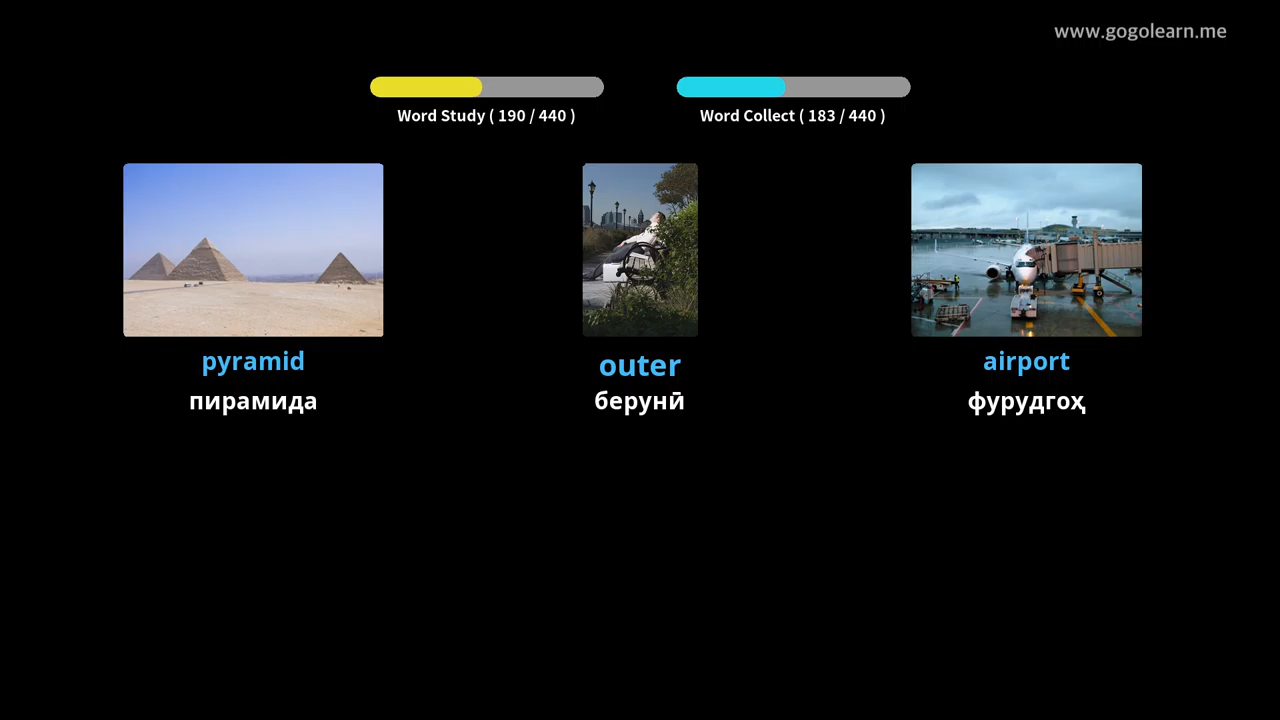 www.gogolearn.me
Word Study ( 190 / 440 )
Word Collect ( 183 / 440 )
pyramid
пирамида
outer
берунӣ
airport
фурудгоҳ